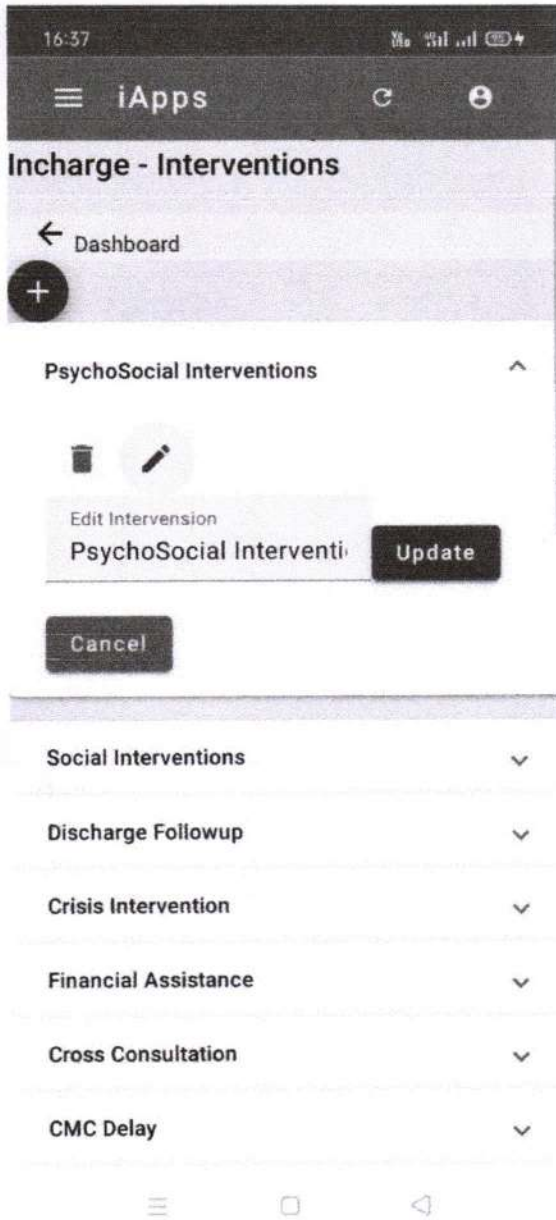 16:37
iApps
Incharge - Interventions
Dashboard
PsychoSocial Interventions
Edit Intervension
PsychoSocial Interventi
Update
Cancel
Social Interventions
Discharge Followup
Crisis Intervention
Financial Assistance
Cross Consultation
CMC Delay